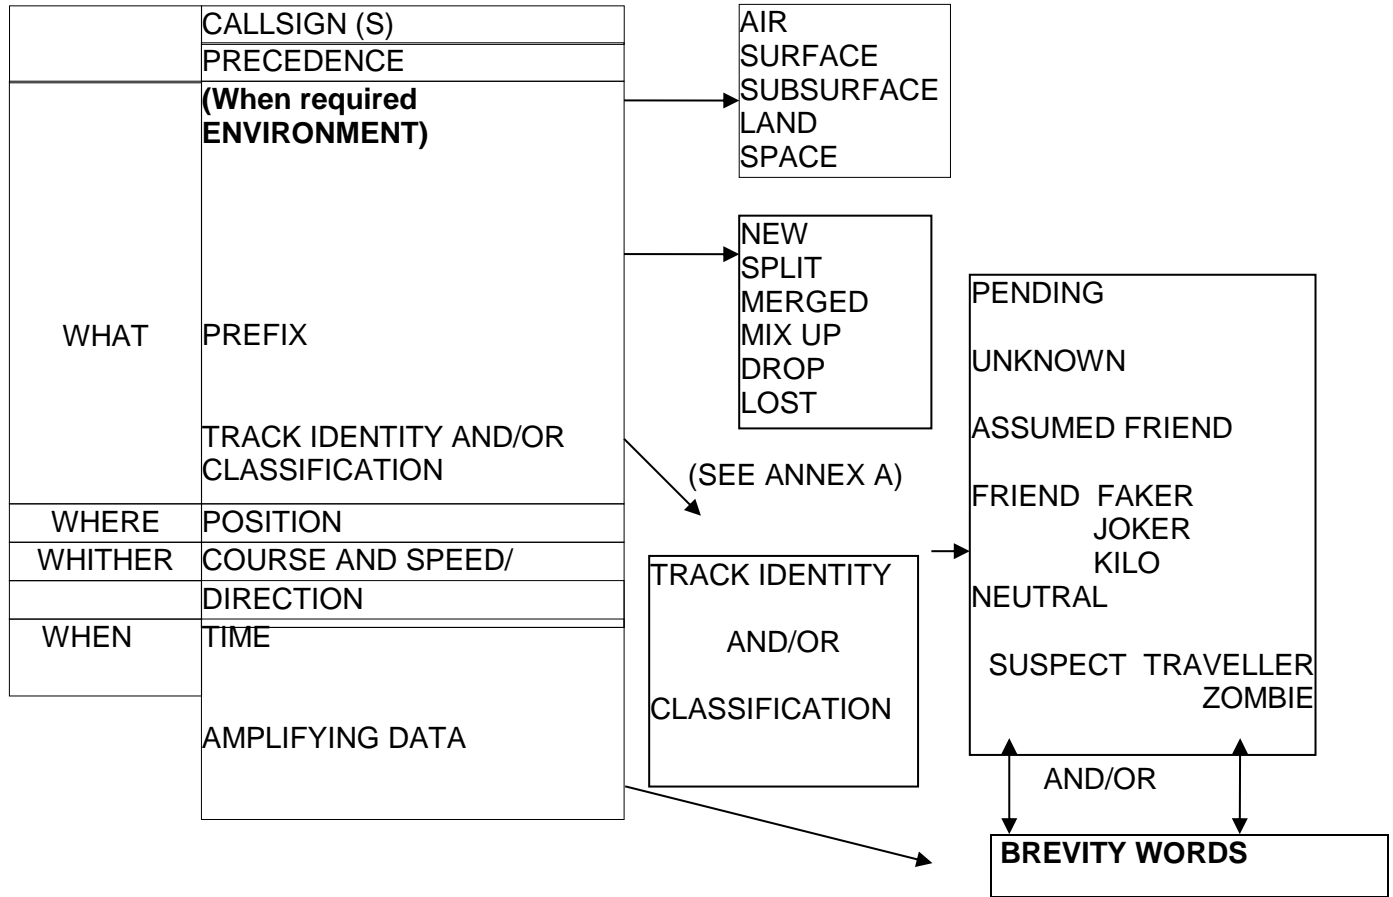 CALLSIGN (S)
PRECEDENCE
WHAT
(When required
ENVIRONMENT)
PREFIX
TRACK IDENTITY AND/OR
CLASSIFICATION
WHERE POSITION
WHITHER COURSE AND SPEED/
DIRECTION
WHEN TIME
AMPLIFYING DATA
AIR
SURFACE
SUBSURFACE
LAND
SPACE
NEW
SPLIT
MERGED
MIX UP
DROP
LOST
(SEE ANNEX A)
TRACK IDENTITY
AND/OR
CLASSIFICATION
PENDING
UNKNOWN
ASSUMED FRIEND
FRIEND FAKER
JOKER
KILO
NEUTRAL
SUSPECT TRAVELLER
ZOMBIE
AND/OR
BREVITY WORDS